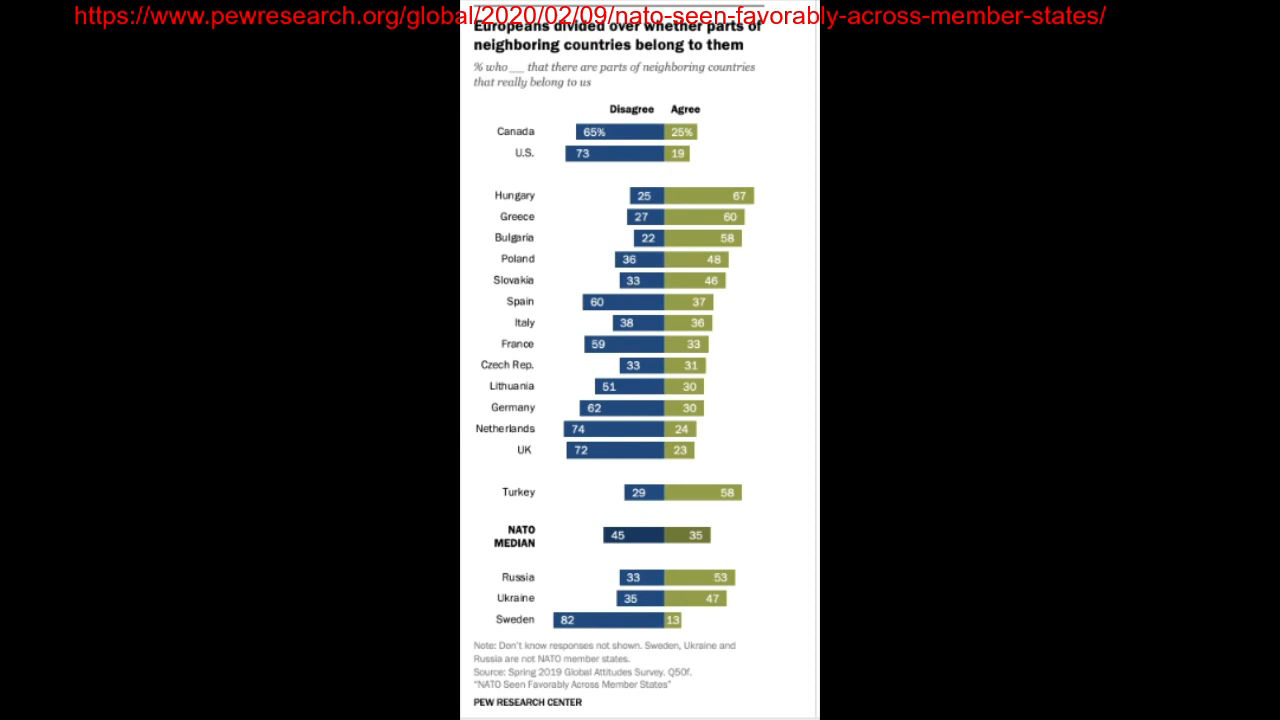 https://www.pewresearch.org/global/2020/02/09/nato-seen-favorably-across-member-states/
Europeans divided over whether parts of
neighboring countries belong to them
% who __ that there are parts of neighboring countries
that really belong to us
Disagree Agree
Canada 65% 25%
U.S. 73 19
Hungary 25 67
Greece 27 60
Bulgaria 22 58
Poland 36 48
Slovakia 33 46
Spain 60 37
Italy 38 36
France 59 33
Czech Rep. 33 31
Lithuania 51 30
Germany 62 30
Netherlands 74 24
UK 72 23
Turkey 29 58
NATO
MEDIAN 45 35
Russia 33 53
Ukraine 35 47
Sweden 82 13
Note: Don't know responses not shown. Sweden, Ukraine and
Russia are not NATO member states.
Source: Spring 2019 Global Attitudes Survey. Q50f.
"NATO Seen Favorably Across Member States"
PEW RESEARCH CENTER